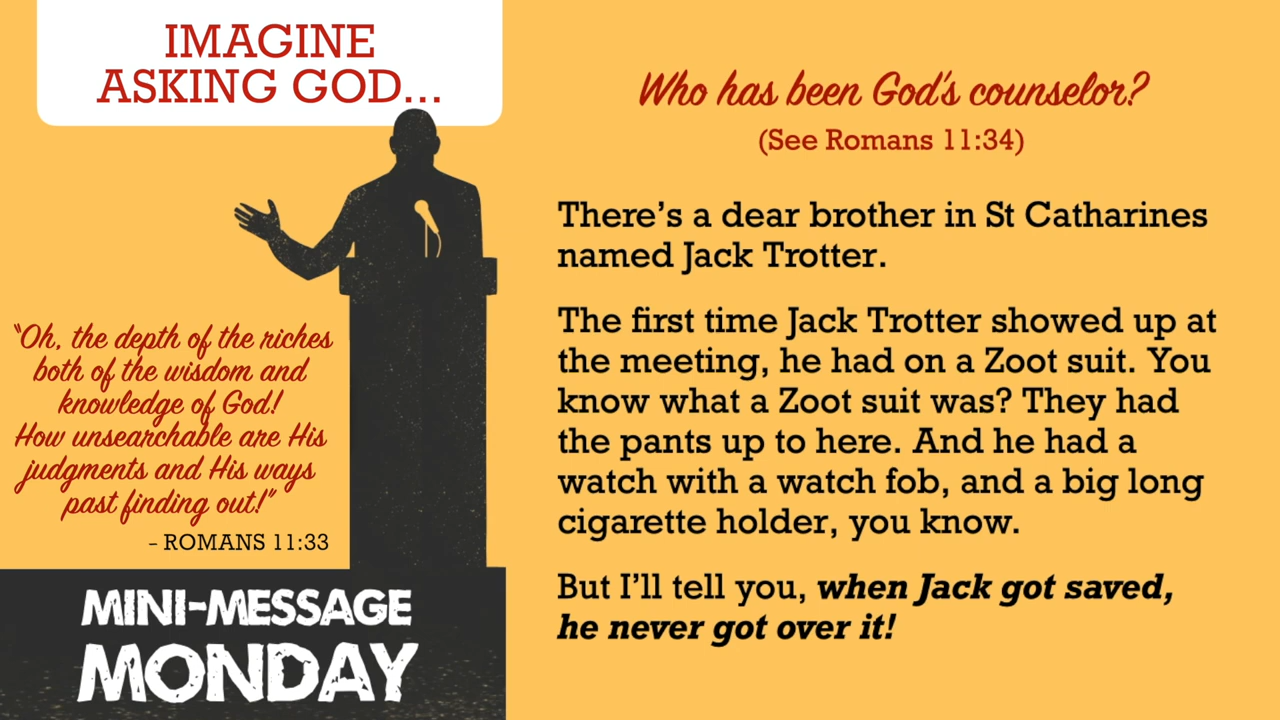 IMAGINE
ASKING GOD...
“Oh, the depth of the riches
both of the wisdom and
knowledge of God!
How unsearchable are His
judgments and His ways
past finding out!”
– ROMANS 11:33
MINI-MESSAGE
MONDAY
Who has been God’s counselor?
(See Romans 11:34)
There’s a dear brother in St Catharines
named Jack Trotter.
The first time Jack Trotter showed up at
the meeting, he had on a Zoot suit. You
know what a Zoot suit was? They had
the pants up to here. And he had a
watch with a watch fob, and a big long
cigarette holder, you know.
But I’ll tell you, when Jack got saved,
he never got over it!